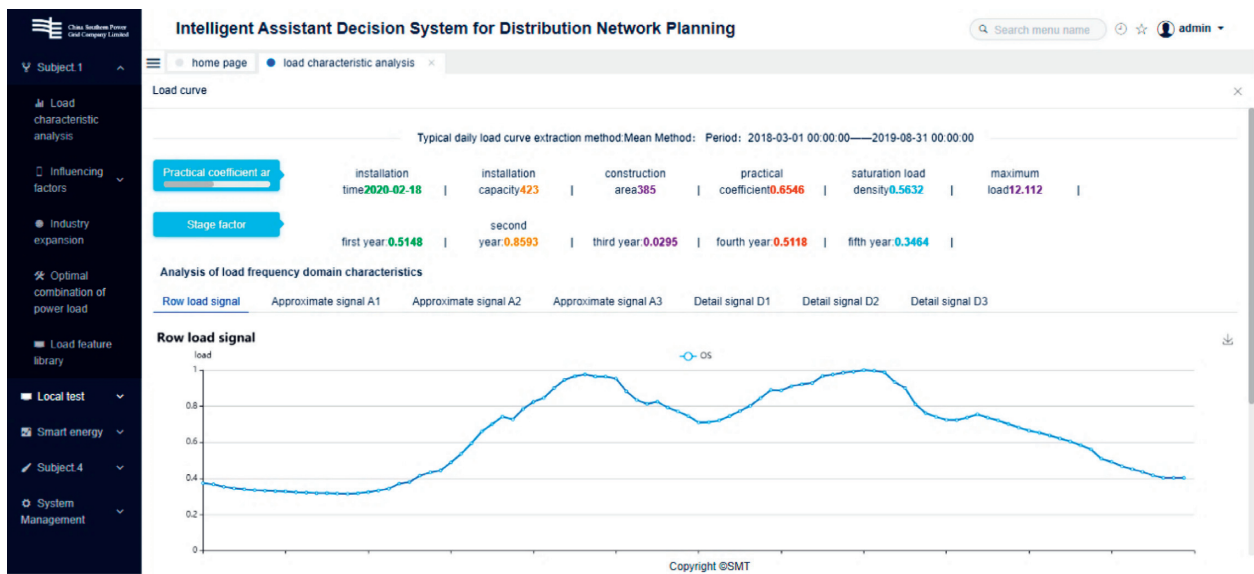 China Southern Power
Grid Company Limited
Intelligent Assistant Decision System for Distribution Network Planning
Search menu name
admin
Subject.1
home page
load characteristic analysis
Load
characteristic
analysis
Influencing
factors
Industry
expansion
Optimal
combination of
power load
Load feature
library
Local test
Smart energy
Subject.4
System
Management
Load curve
Typical daily load curve extraction method:Mean Method: Period: 2018-03-01 00:00:00——2019-08-31 00:00:00
Practical coefficient ar
installation
time2020-02-18 |
installation
capacity423 |
construction
area385 |
practical
coefficient0.6546 |
saturation load
density0.5632 |
maximum
load12.112 |
Stage factor
first year:0.5148 |
second
year:0.8593 |
third year:0.0295 |
fourth year:0.5118 |
fifth year:0.3464 |
Analysis of load frequency domain characteristics
Row load signal
Approximate signal A1
Approximate signal A2
Approximate signal A3
Detail signal D1
Detail signal D2
Detail signal D3
Row load signal
load
OS
1
0.8
0.6
0.4
0.2
0
Copyright ©SMT